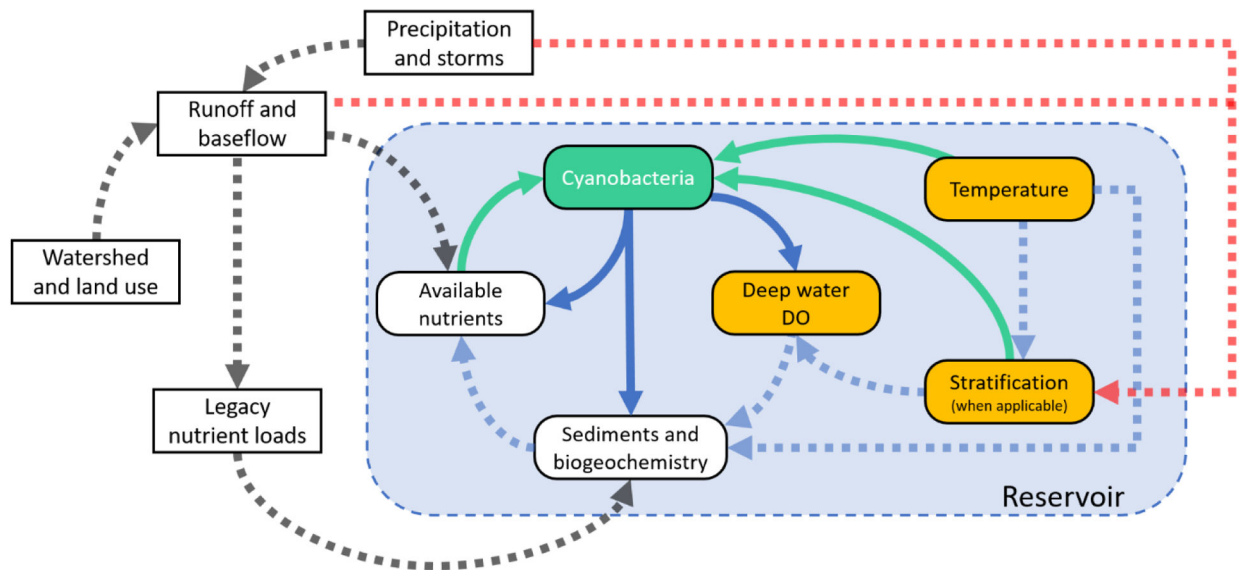 Precipitation
and storms
Runoff and
baseflow
Cyanobacteria
Temperature
Watershed
and land use
Available
nutrients
Deep water
DO
Stratification
(when applicable)
Legacy
nutrient loads
Sediments and
biogeochemistry
Reservoir